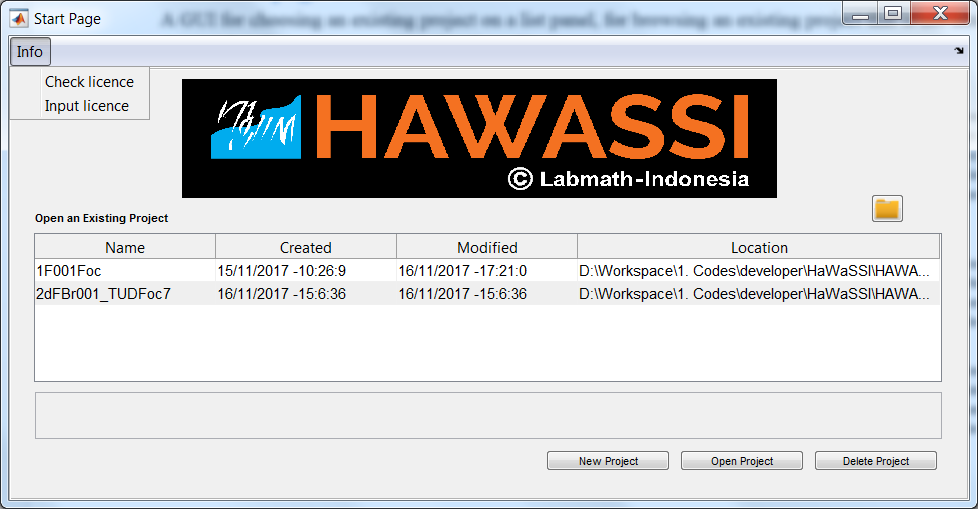 A GUI for choosing an existing project on a list panel, for browsing an existing project
Start Page
Info
Check licence
Input licence
HAWASSI
© Labmath-Indonesia
Open an Existing Project
Name Created Modified Location
1F001Foc 15/11/2017 -10:26:9 16/11/2017 -17:21:0 D:\Workspace\1. Codes\developer\HaWaSSI\HAWA...
2dFBr001_TUDFoc7 16/11/2017 -15:6:36 16/11/2017 -15:6:36 D:\Workspace\1. Codes\developer\HaWaSSI\HAWA...
New Project Open Project Delete Project